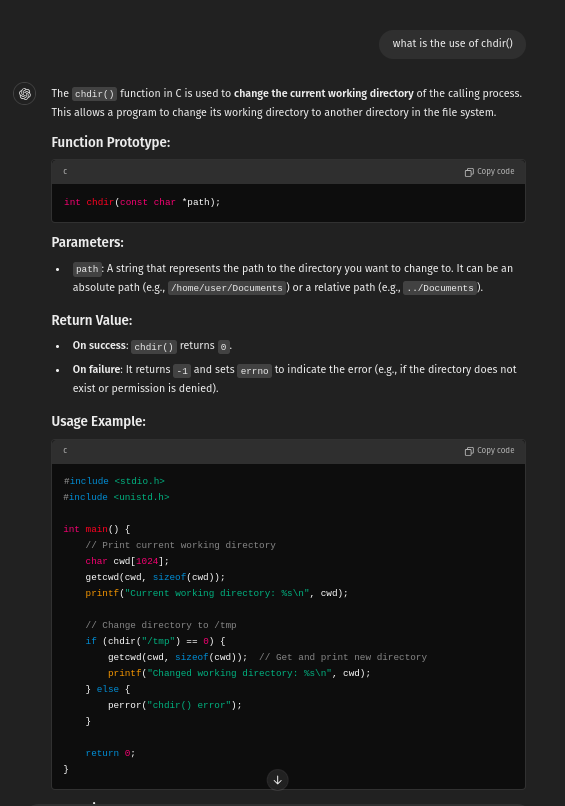 what is the use of chdir()
The chdir() function in C is used to change the current working directory of the calling process.
This allows a program to change its working directory to another directory in the file system.
Function Prototype:
c
Copy code
int chdir(const char *path);
Parameters:
• path: A string that represents the path to the directory you want to change to. It can be an
absolute path (e.g., /home/user/Documents) or a relative path (e.g., ../Documents).
Return Value:
• On success: chdir() returns 0.
• On failure: It returns -1 and sets errno to indicate the error (e.g., if the directory does not
exist or permission is denied).
Usage Example:
c
Copy code
#include <stdio.h>
#include <unistd.h>
int main() {
    // Print current working directory
    char cwd[1024];
    getcwd(cwd, sizeof(cwd));
    printf("Current working directory: %s\n", cwd);
    // Change directory to /tmp
    if (chdir("/tmp") == 0) {
        getcwd(cwd, sizeof(cwd));  // Get and print new directory
        printf("Changed working directory: %s\n", cwd);
    } else {
        perror("chdir() error");
    }
    return 0;
}